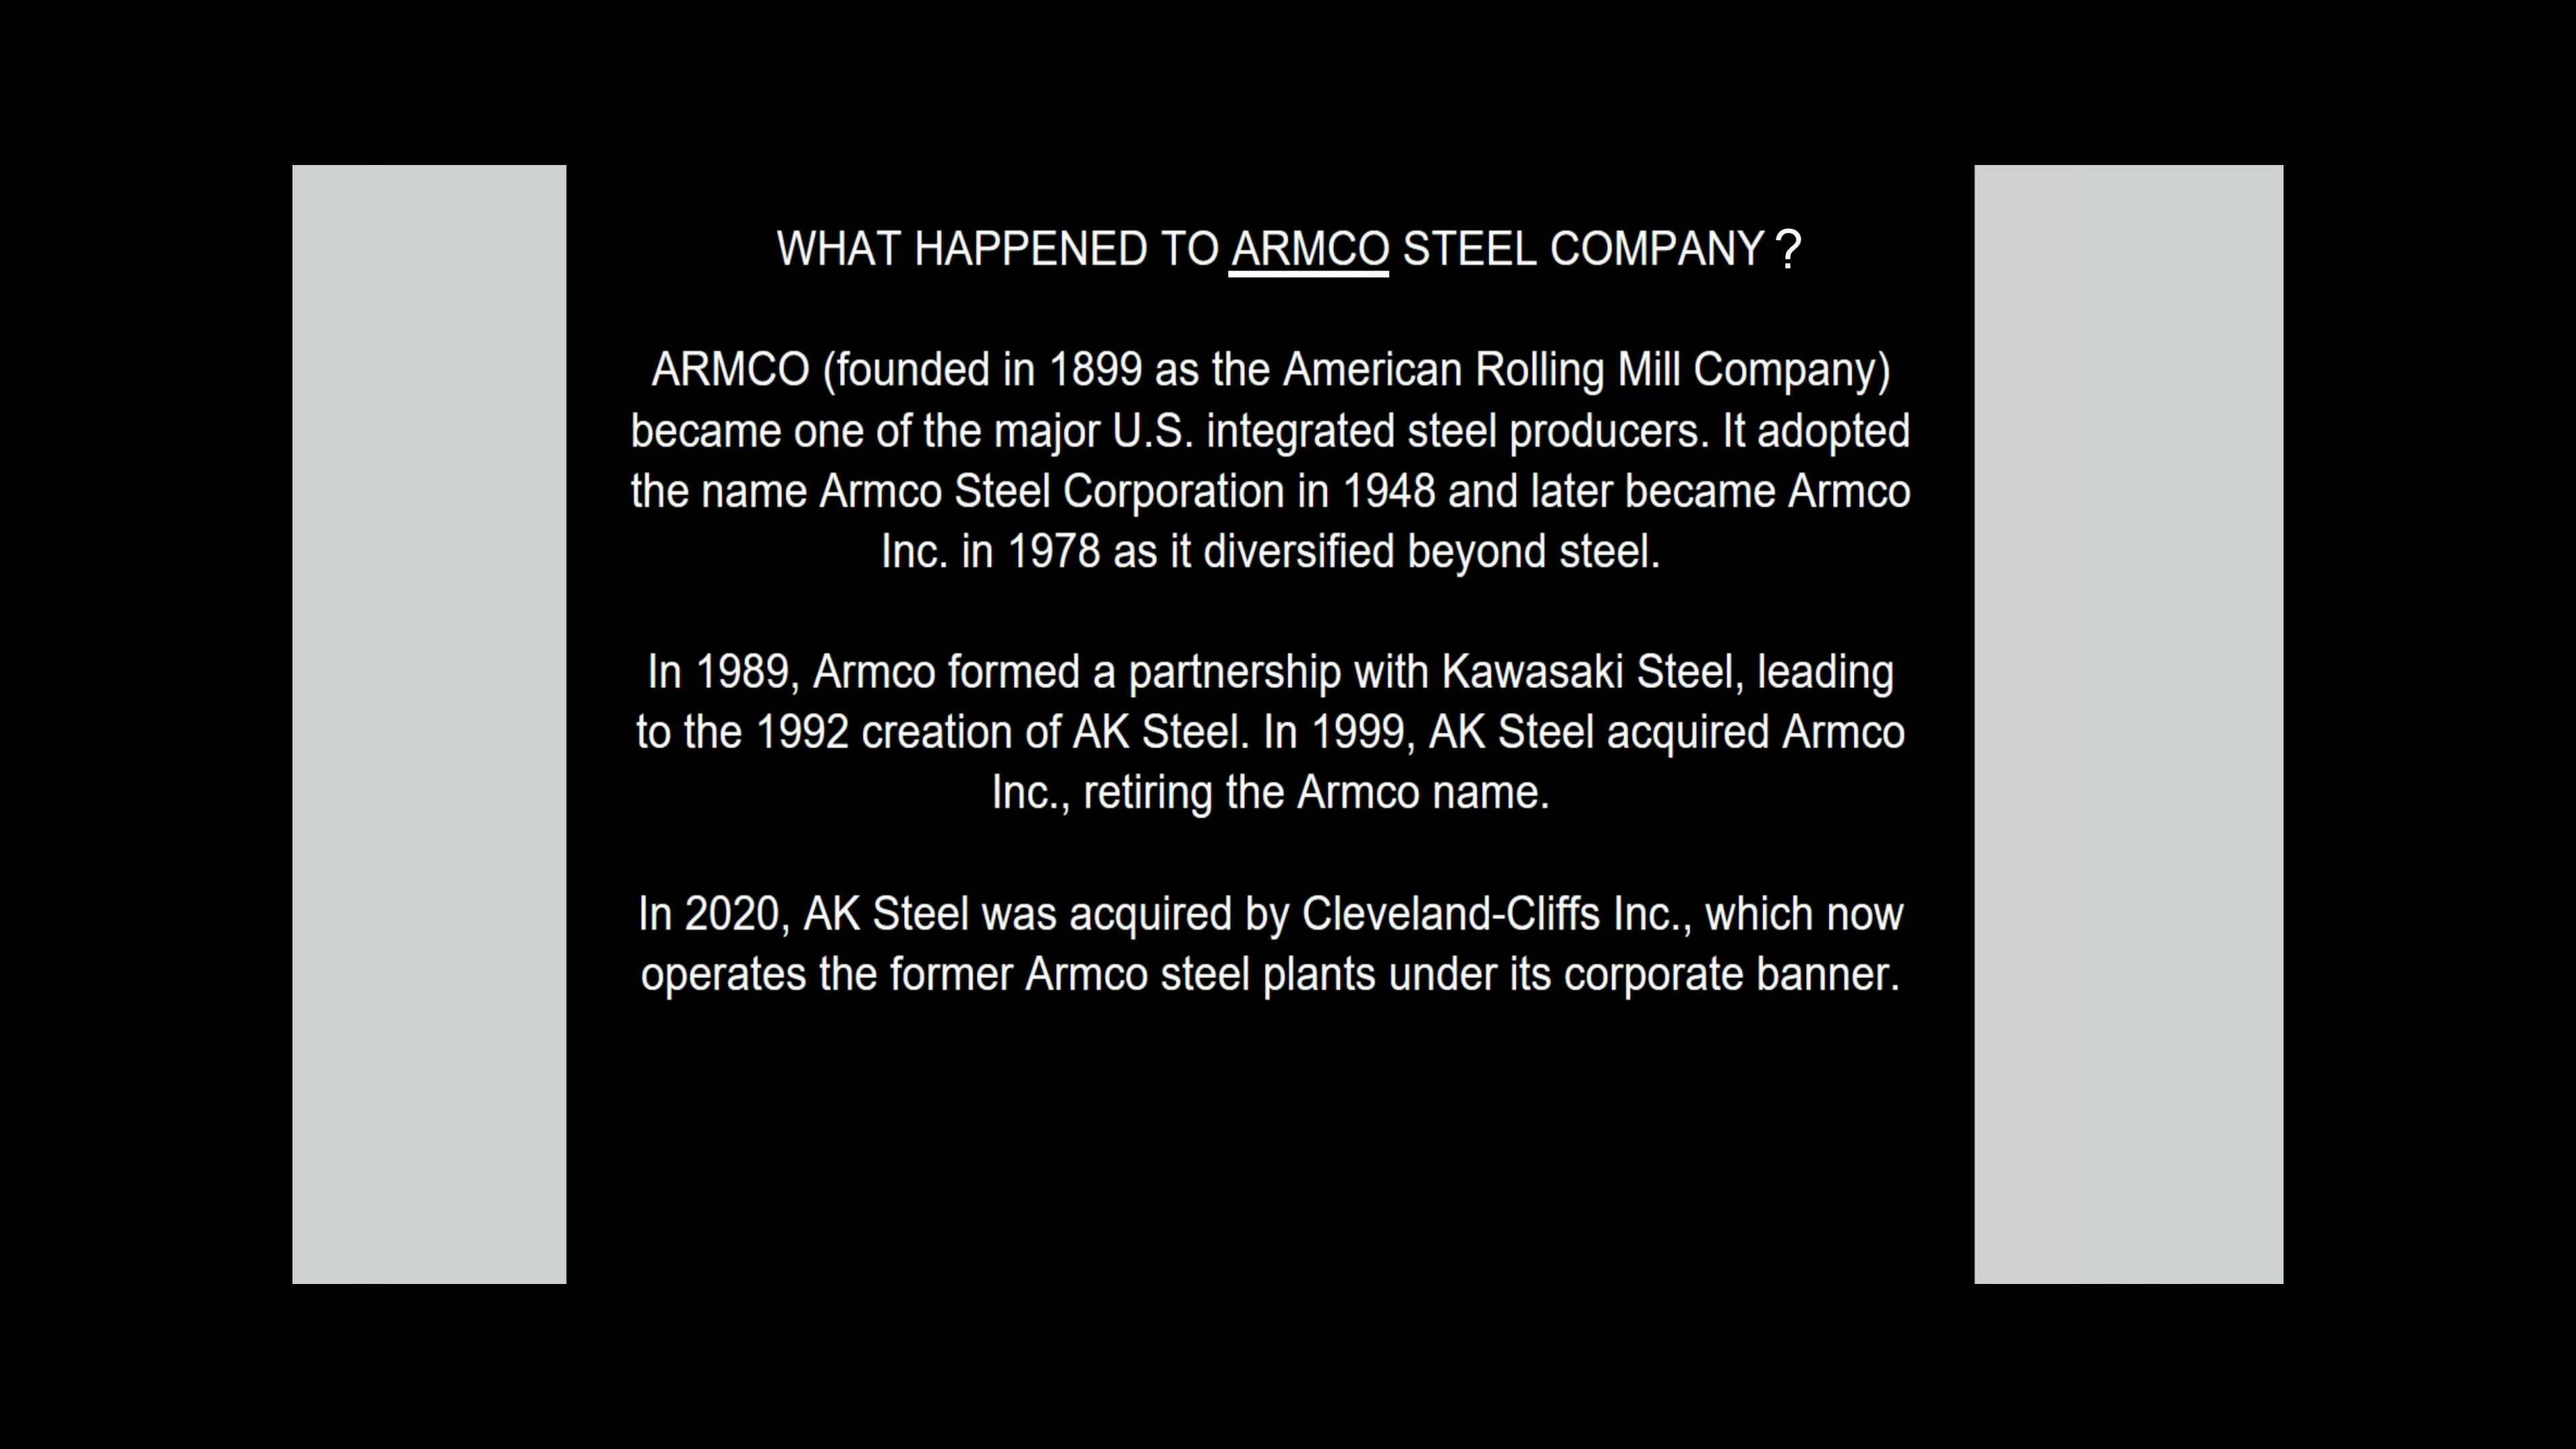 WHAT HAPPENED TO ARMCO STEEL COMPANY?
ARMCO (founded in 1899 as the American Rolling Mill Company)
became one of the major U.S. integrated steel producers. It adopted
the name Armco Steel Corporation in 1948 and later became Armco
Inc. in 1978 as it diversified beyond steel.
In 1989, Armco formed a partnership with Kawasaki Steel, leading
to the 1992 creation of AK Steel. In 1999, AK Steel acquired Armco
Inc., retiring the Armco name.
In 2020, AK Steel was acquired by Cleveland-Cliffs Inc., which now
operates the former Armco steel plants under its corporate banner.